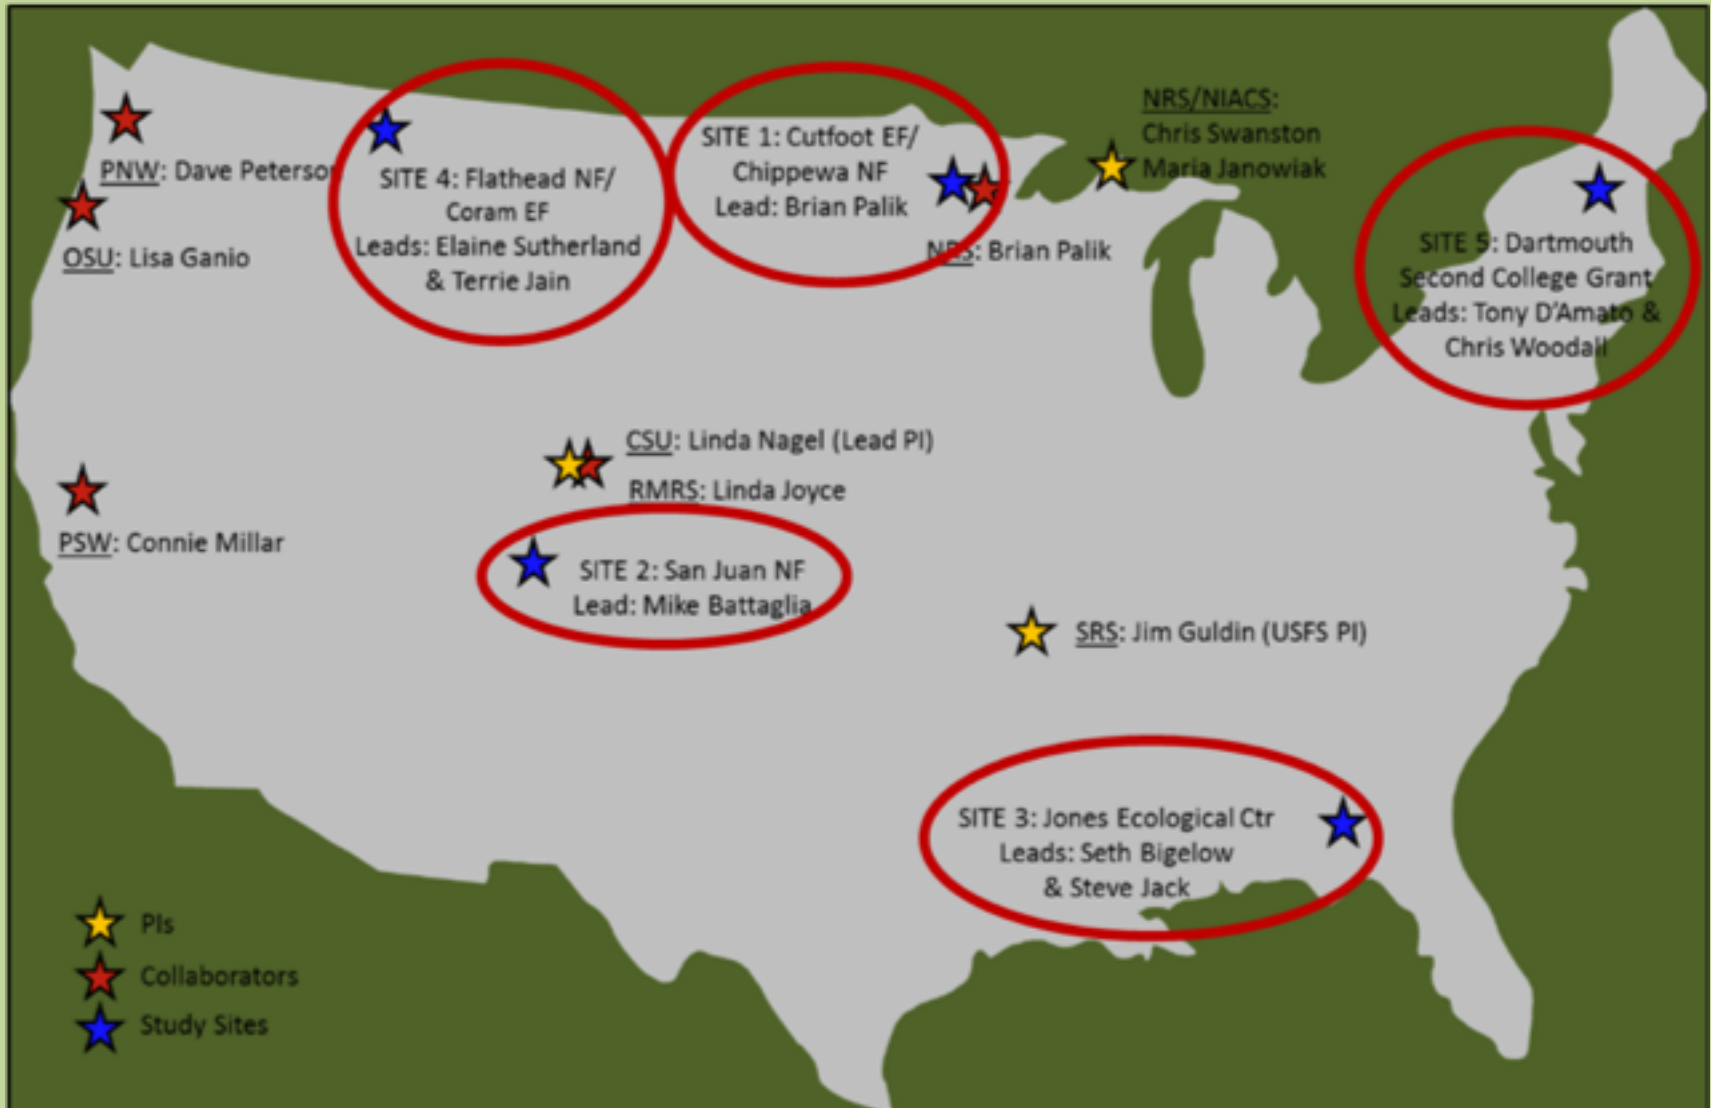 NRS/NIACS:
Chris Swanston
Maria Janowiak
PNW: Dave Peterson
OSU: Lisa Ganio
SITE 4: Flathead NF/
Coram EF
Leads: Elaine Sutherland
& Terrie Jain
SITE 1: Cutfoot EF/
Chippewa NF
Lead: Brian Palik
NRS: Brian Palik
SITE 5: Dartmouth
Second College Grant
Leads: Tony D'Amato &
Chris Woodall
CSU: Linda Nagel (Lead PI)
RMRS: Linda Joyce
PSW: Connie Millar
SITE 2: San Juan NF
Lead: Mike Battaglia
SRS: Jim Guldin (USFS PI)
SITE 3: Jones Ecological Ctr
Leads: Seth Bigelow
& Steve Jack
PIs
Collaborators
Study Sites